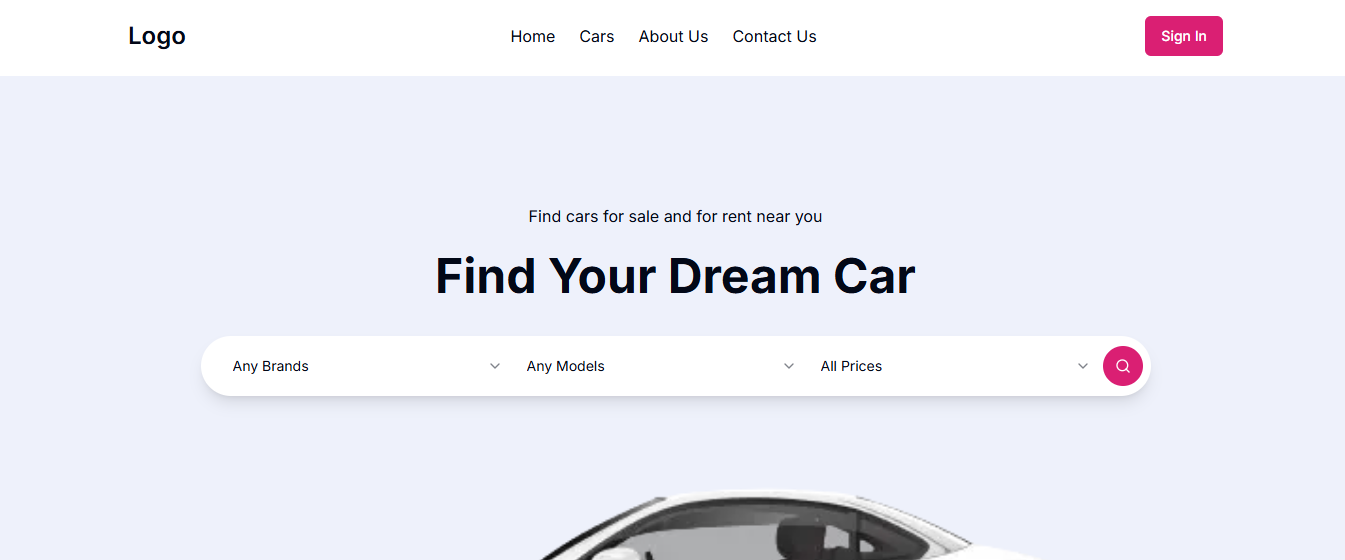 Logo
Home Cars About Us Contact Us
Sign In
Find cars for sale and for rent near you
Find Your Dream Car
Any Brands Any Models All Prices